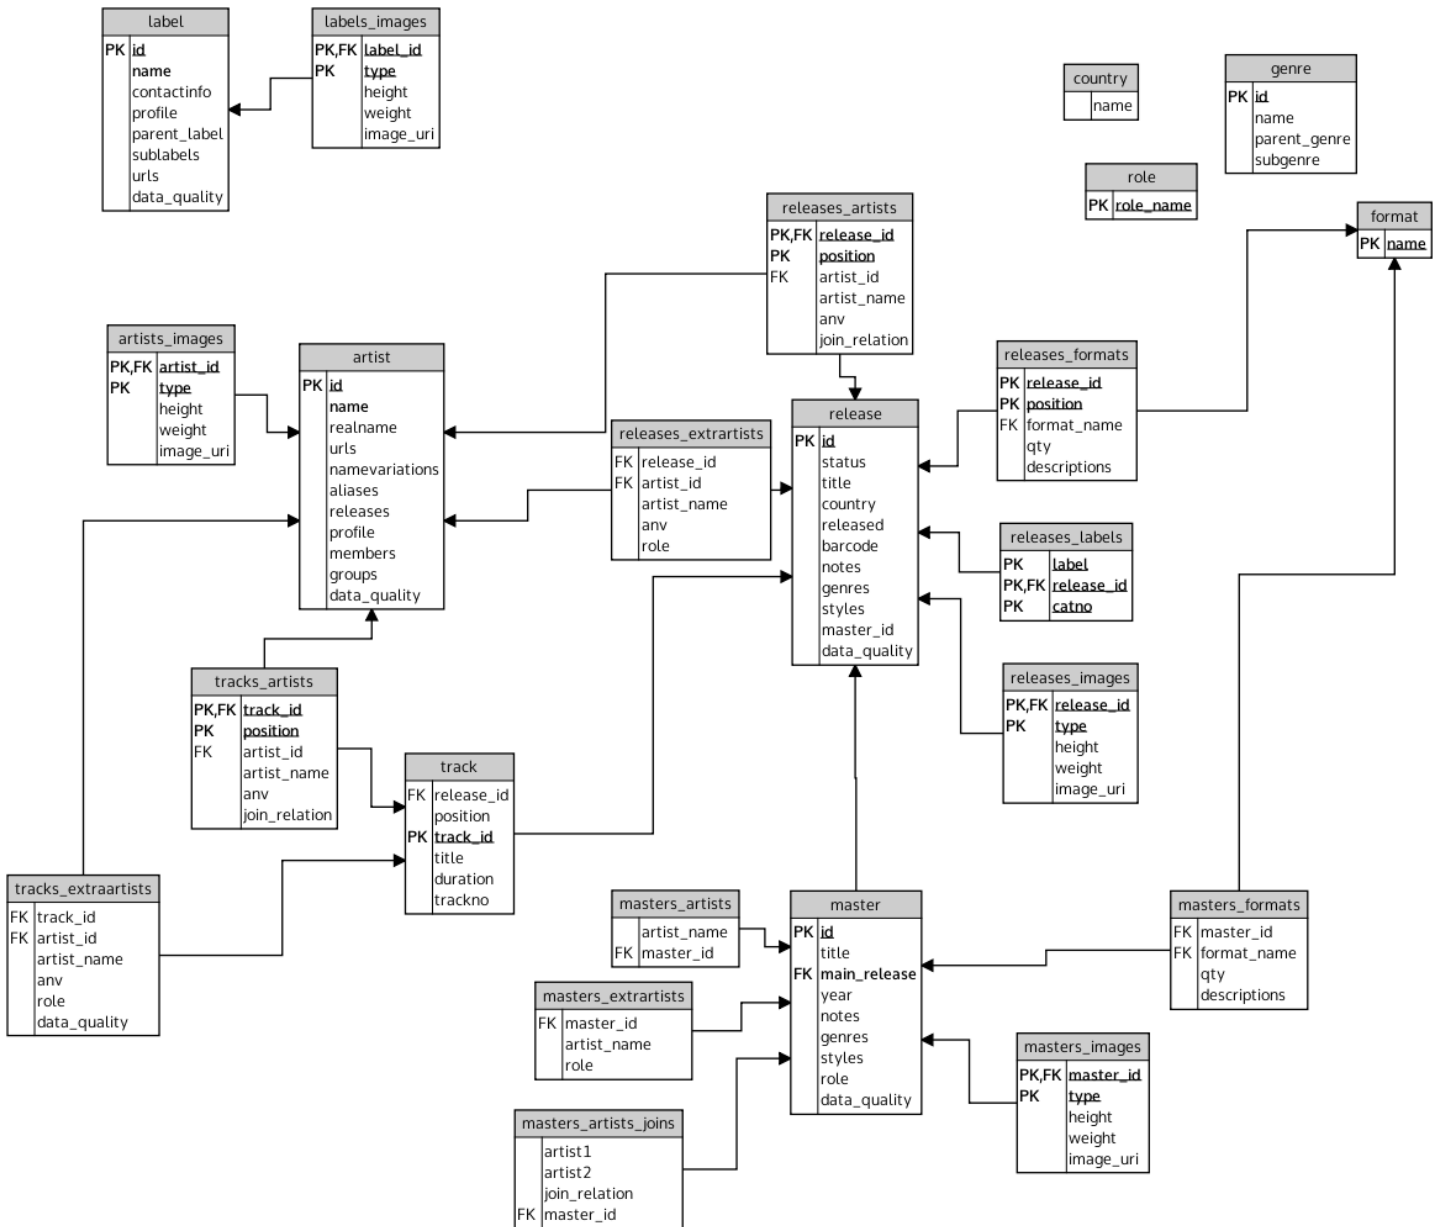 label
PK id
name
contactinfo
profile
parent_label
sublabels
urls
data_quality
labels_images
PK,FK label_id
PK type
height
weight
image_uri
country
name
genre
PK id
name
parent_genre
subgenre
role
PK role_name
format
PK name
releases_artists
PK,FK release_id
PK position
FK artist_id
artist_name
anv
join_relation
artists_images
PK,FK artist_id
PK type
height
weight
image_uri
artist
PK id
name
realname
urls
namevariations
aliases
releases
profile
members
groups
data_quality
releases_extrartists
FK release_id
FK artist_id
artist_name
anv
role
release
PK id
status
title
country
released
barcode
notes
genres
styles
master_id
data_quality
releases_formats
PK release_id
PK position
FK format_name
qty
descriptions
releases_labels
PK label
PK,FK release_id
PK catno
releases_images
PK,FK release_id
PK type
height
weight
image_uri
tracks_artists
PK,FK track_id
PK position
FK artist_id
artist_name
anv
join_relation
track
FK release_id
position
PK track_id
title
duration
trackno
tracks_extraartists
FK track_id
FK artist_id
artist_name
anv
role
data_quality
masters_artists
artist_name
FK master_id
masters_extrartists
FK master_id
artist_name
role
masters_artists_joins
artist1
artist2
join_relation
FK master_id
master
PK id
title
FK main_release
year
notes
genres
styles
role
data_quality
masters_formats
FK master_id
FK format_name
qty
descriptions
masters_images
PK,FK master_id
PK type
height
weight
image_uri